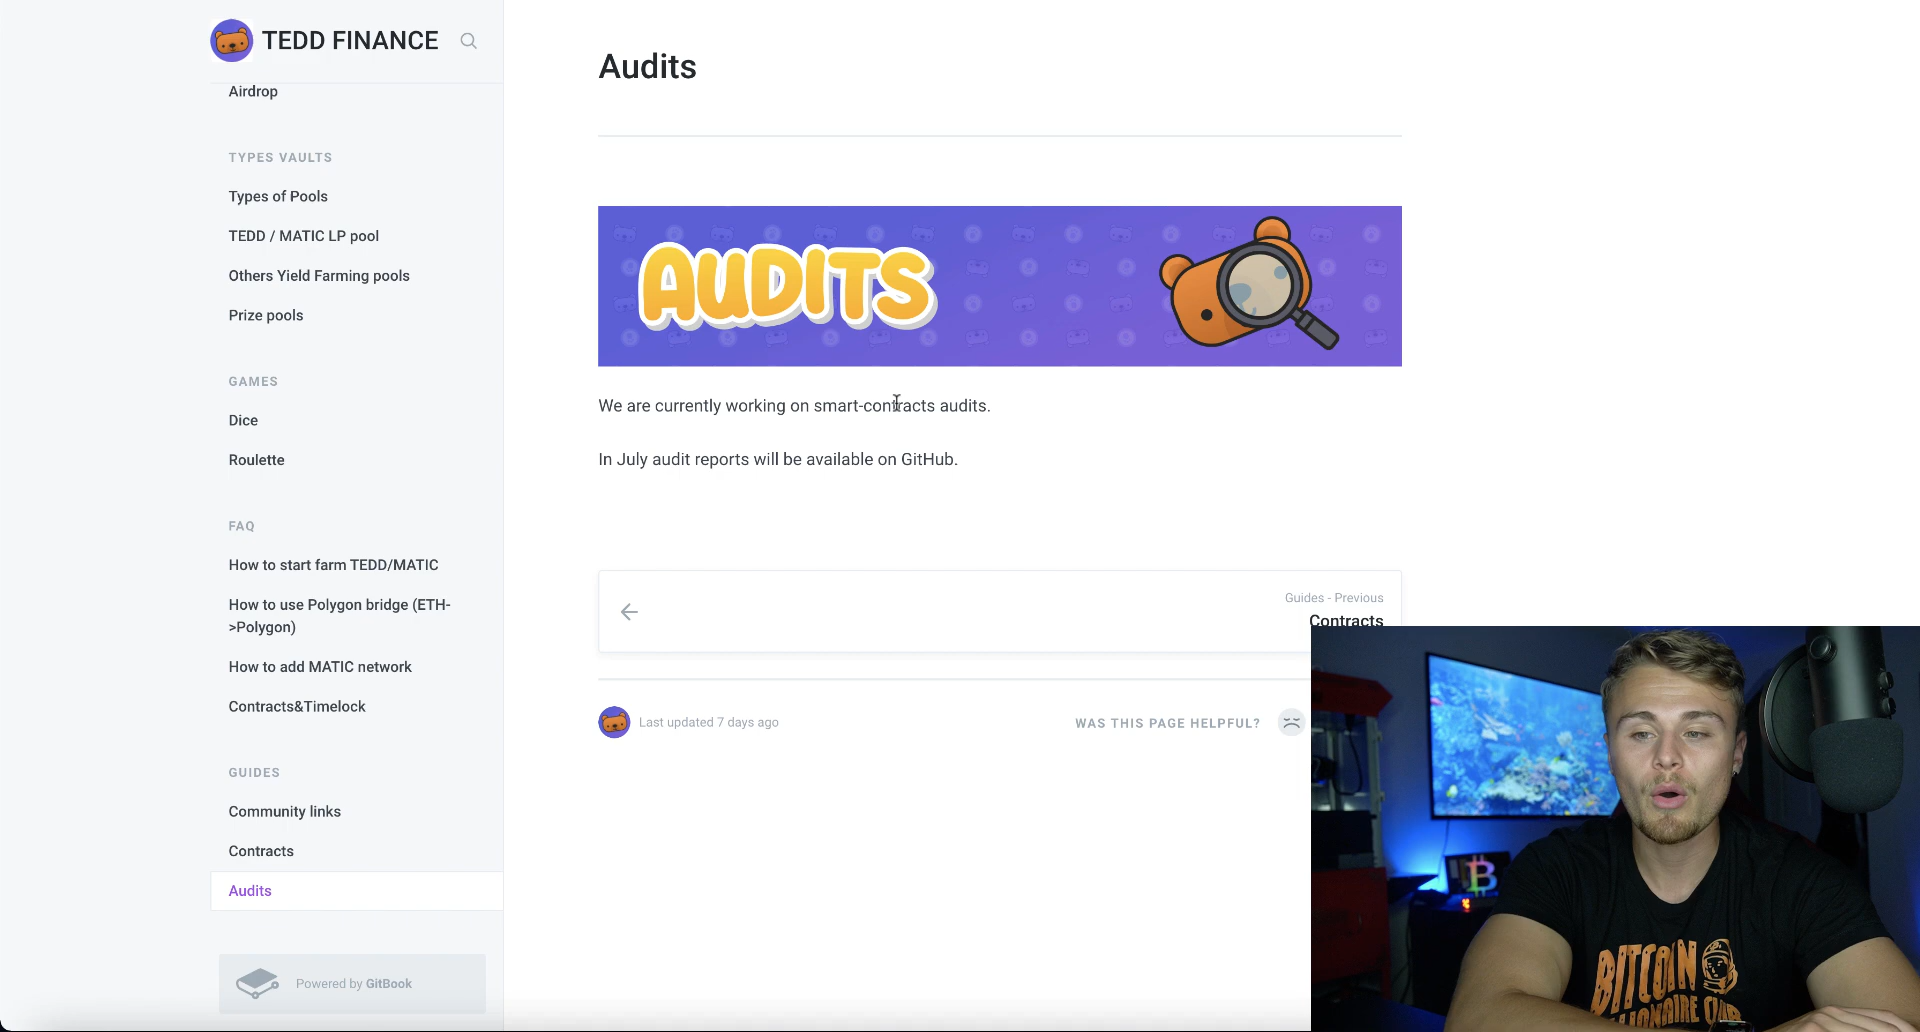 TEDD FINANCE
Airdrop
TYPES VAULTS
Types of Pools
TEDD / MATIC LP pool
Others Yield Farming pools
Prize pools
GAMES
Dice
Roulette
FAQ
How to start farm TEDD/MATIC
How to use Polygon bridge (ETH-
>Polygon)
How to add MATIC network
Contracts&Timelock
GUIDES
Community links
Contracts
Audits
Powered by GitBook
Audits
AUDITS
We are currently working on smart-contracts audits.
In July audit reports will be available on GitHub.
Guides - Previous
Contracts
Last updated 7 days ago
WAS THIS PAGE HELPFUL?
BITCOIN